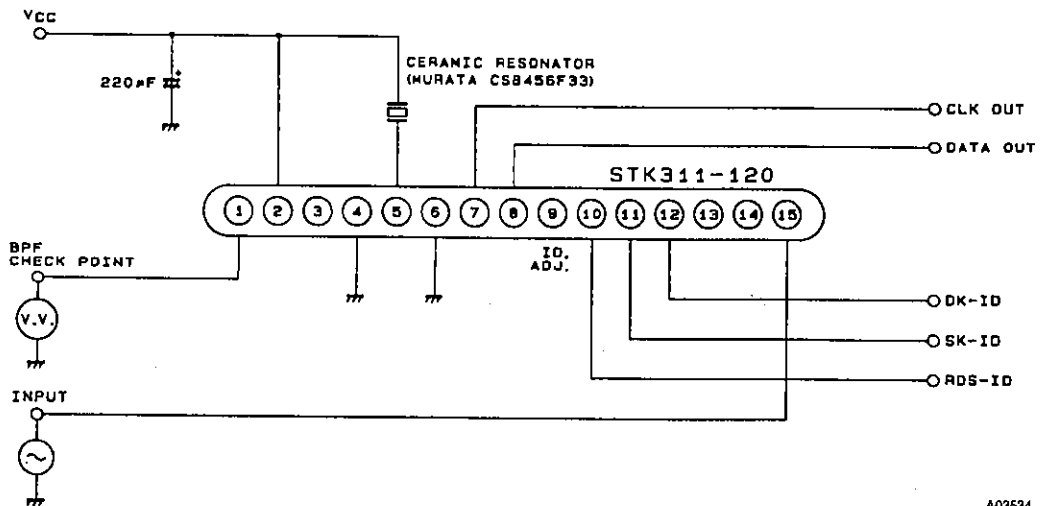 VCC
220µF
+
CERAMIC RESONATOR
(MURATA CSB456F33)
CLK OUT
DATA OUT
STK311-120
1 2 3 4 5 6 7 8 9 10 11 12 13 14 15
ID.
ADJ.
BPF
CHECK POINT
V.V.
DK-ID
SK-ID
RDS-ID
INPUT
A03534